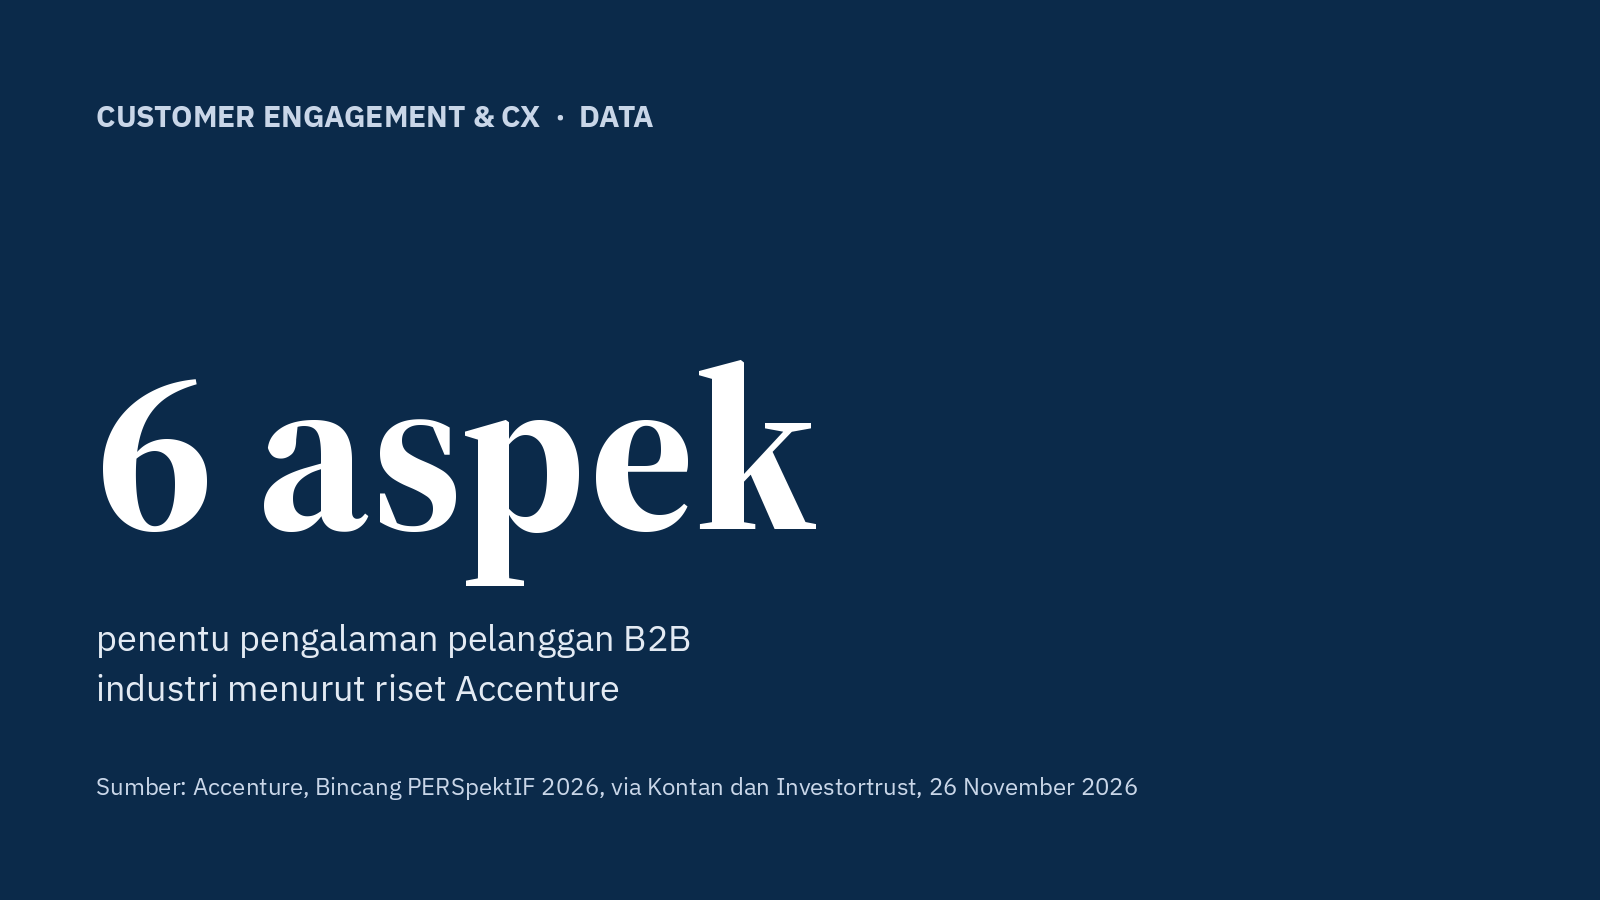 CUSTOMER ENGAGEMENT & CX · DATA
6 aspek
penentu pengalaman pelanggan B2B
industri menurut riset Accenture
Sumber: Accenture, Bincang PERSpektIF 2026, via Kontan dan Investortrust, 26 November 2026